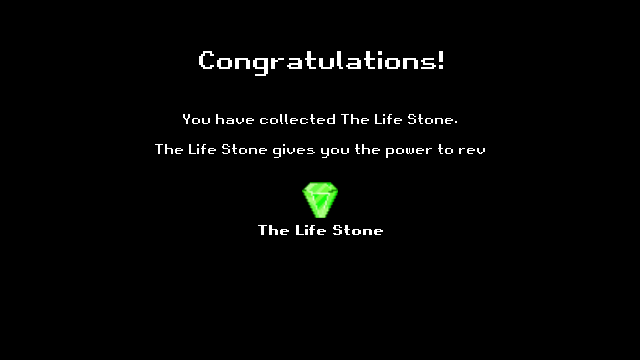 Congratulations!
You have collected The Life Stone.
The Life Stone gives you the power to rev
The Life Stone